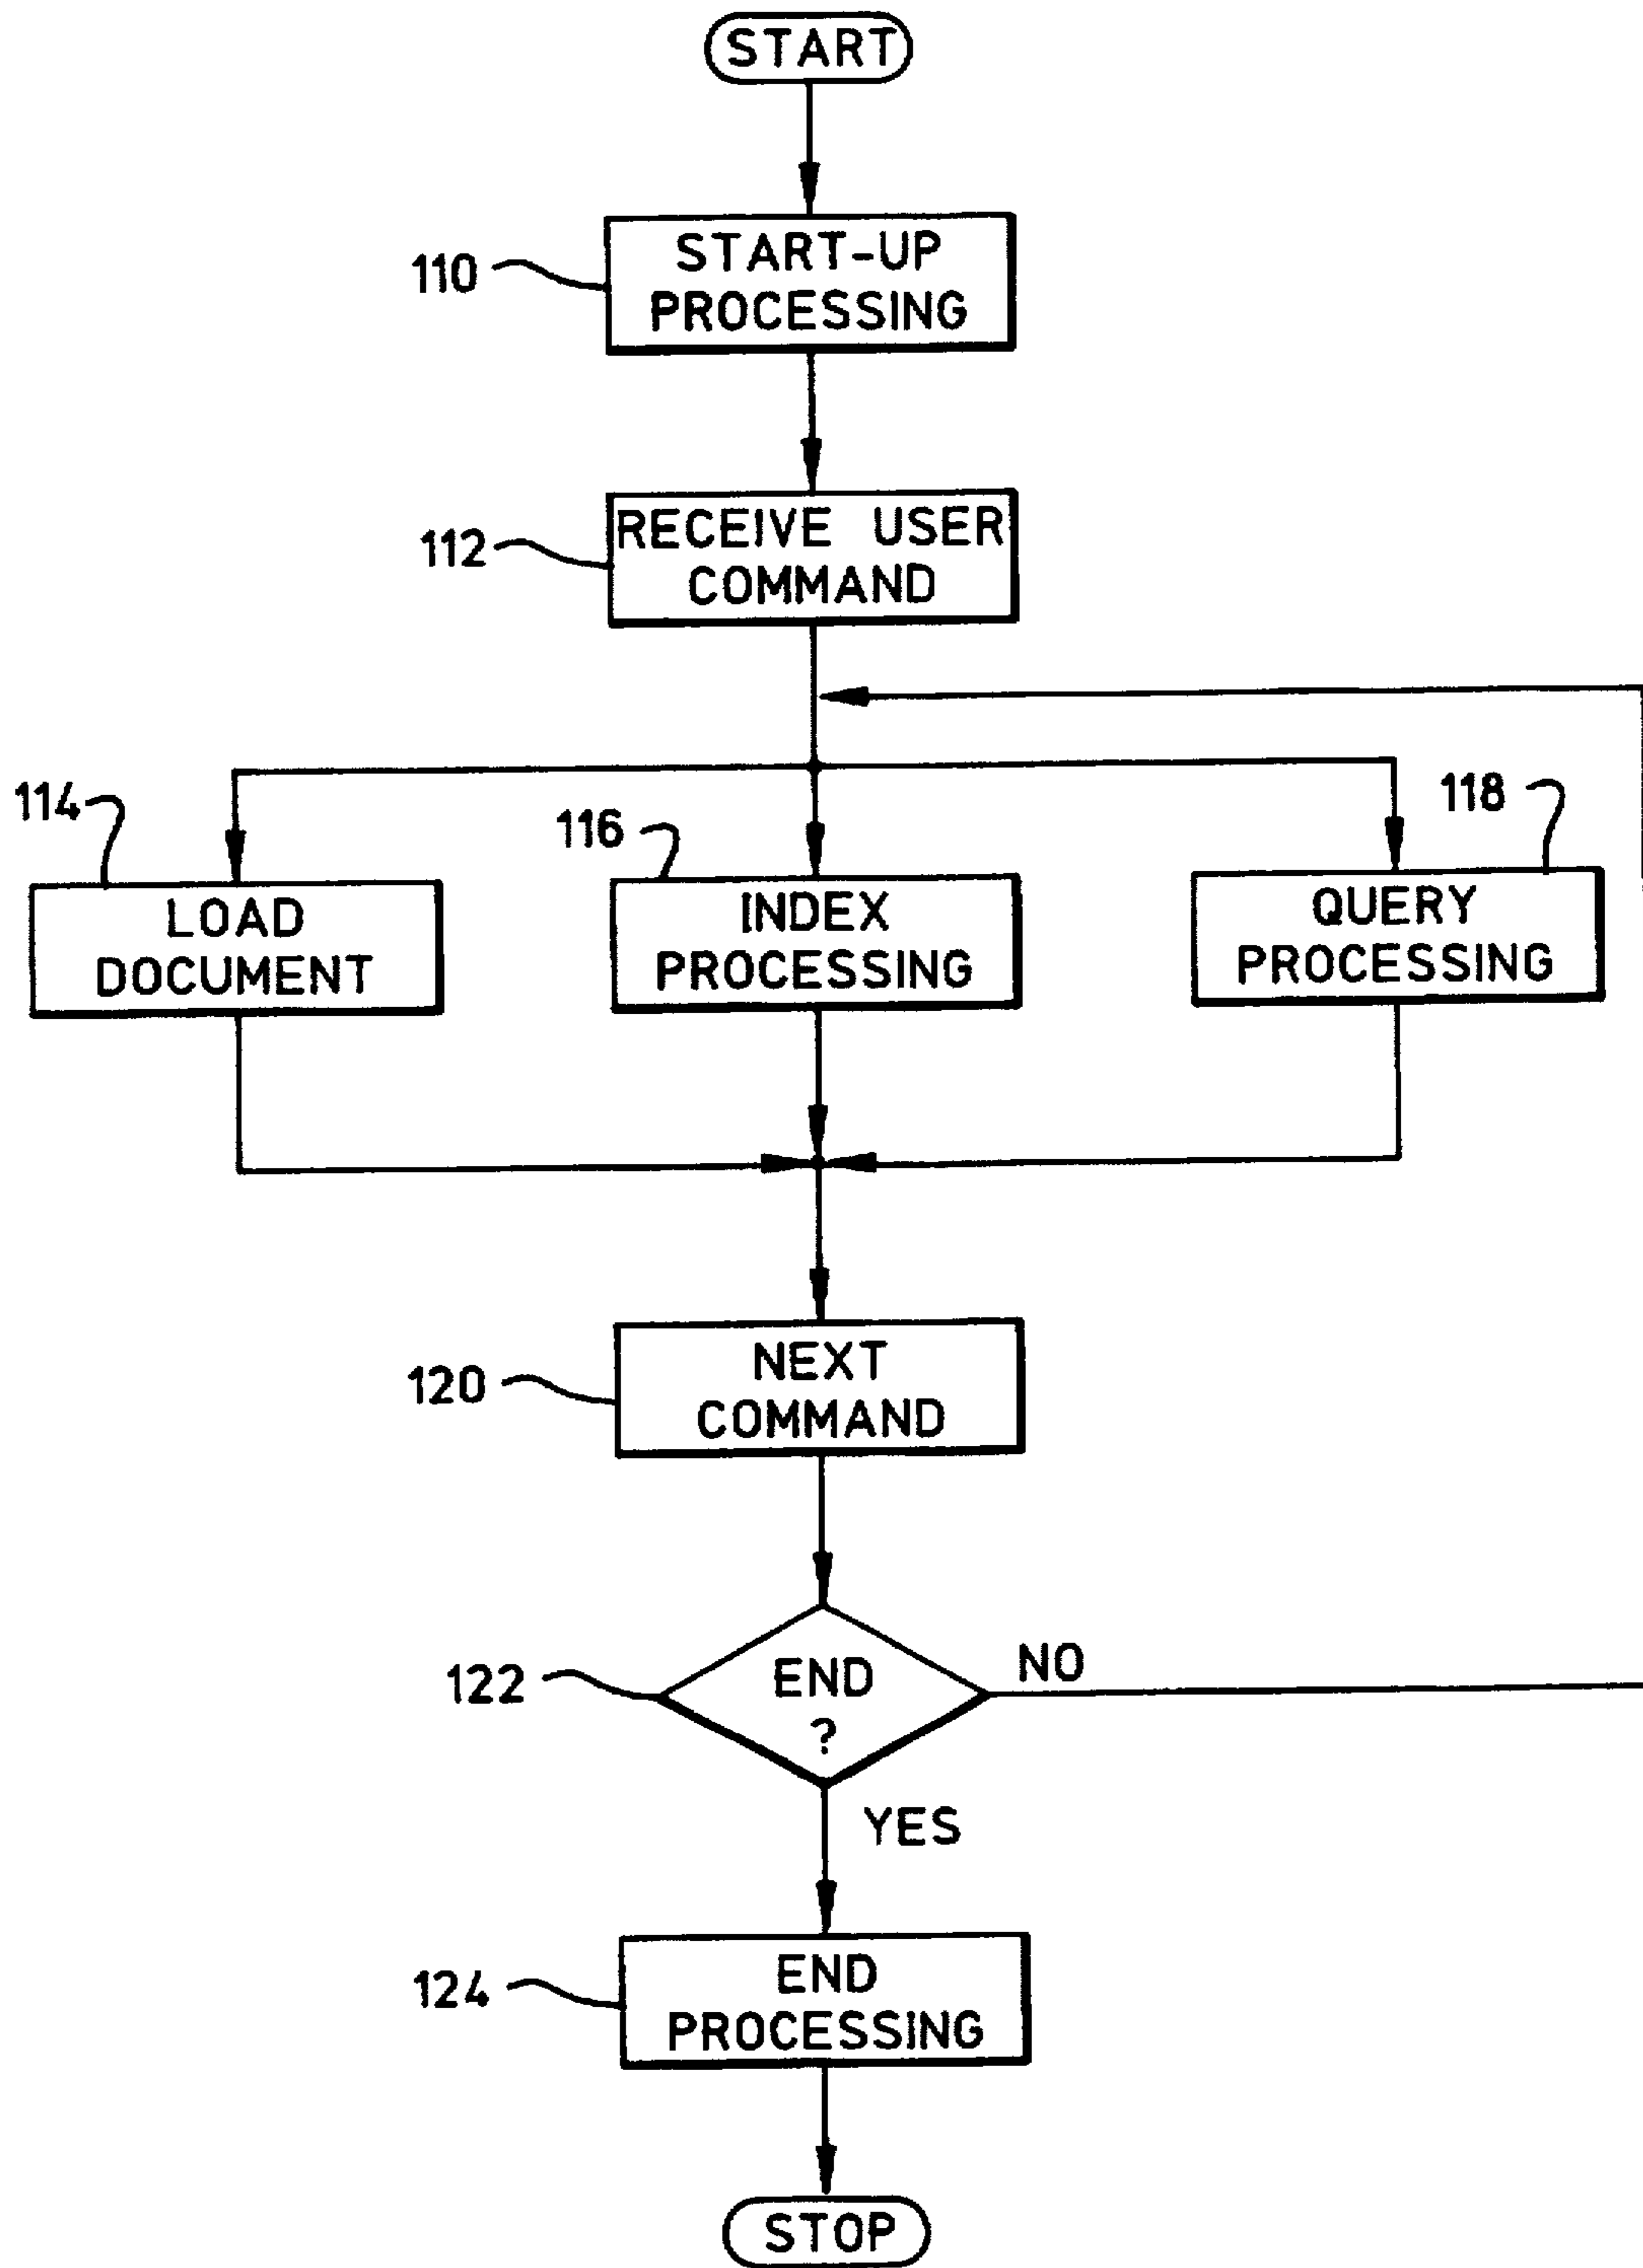 START
110
START-UP
PROCESSING
112
RECEIVE USER
COMMAND
114
116
118
LOAD
DOCUMENT
INDEX
PROCESSING
QUERY
PROCESSING
120
NEXT
COMMAND
122
END
?
NO
YES
124
END
PROCESSING
STOP